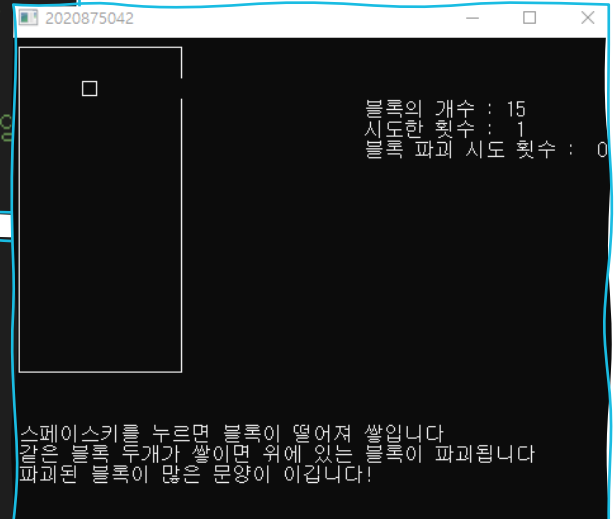 2020875042
블록의 개수 : 15
시도한 횟수 : 1
블록 파괴 시도 횟수 : 0
스페이스키를 누르면 블록이 떨어져 쌓입니다
같은 블록 두개가 쌓이면 위에 있는 블록이 파괴됩니다
파괴된 블록이 많은 문양이 이깁니다!